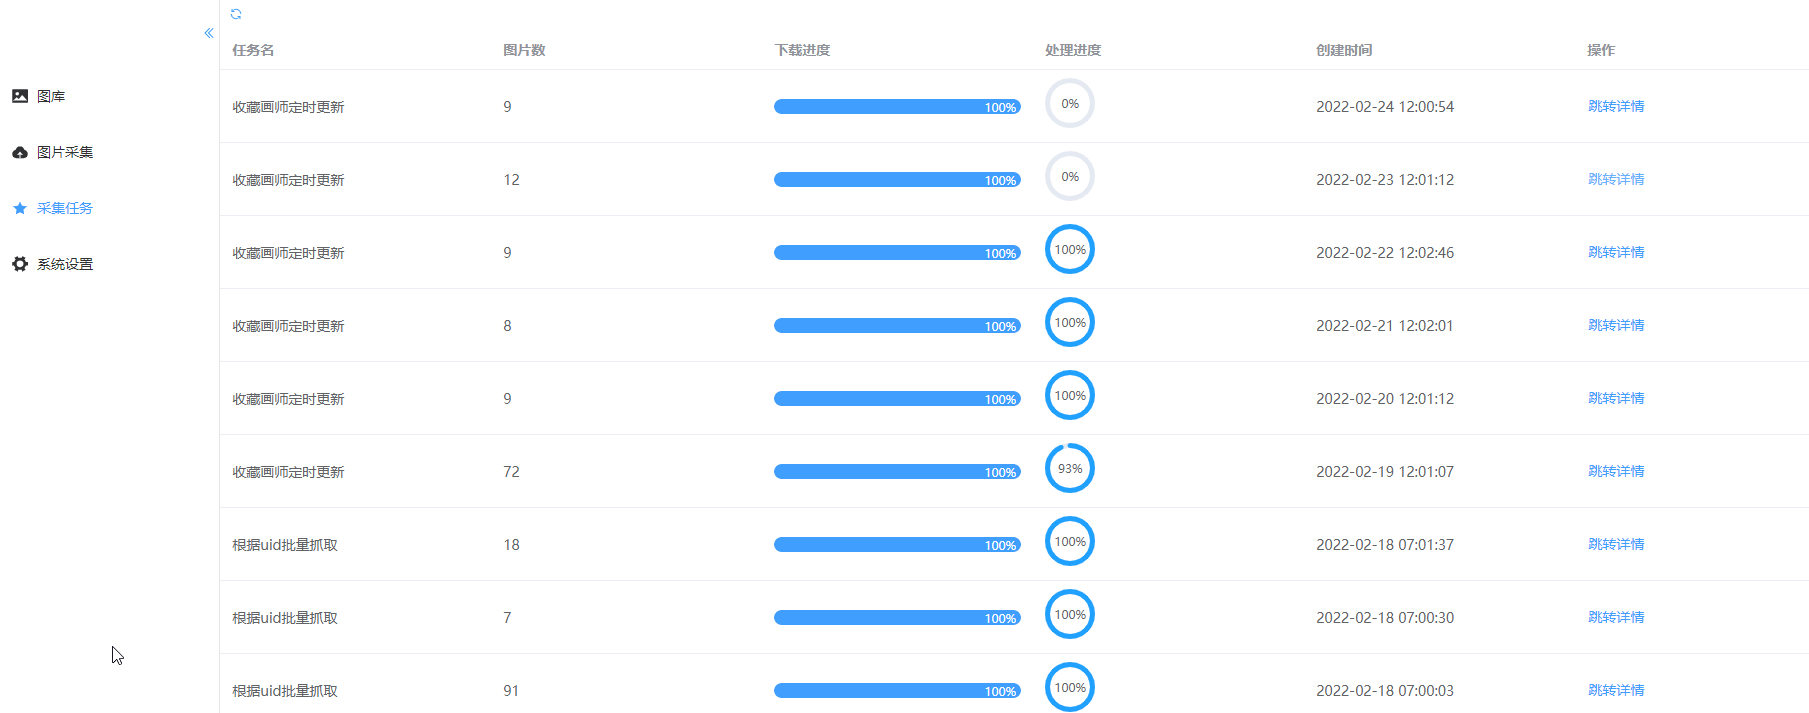 图库
图片采集
采集任务
系统设置
任务名 图片数 下载进度 处理进度 创建时间 操作
收藏画师定时更新 9 100% 0% 2022-02-24 12:00:54 跳转详情
收藏画师定时更新 12 100% 0% 2022-02-23 12:01:12 跳转详情
收藏画师定时更新 9 100% 100% 2022-02-22 12:02:46 跳转详情
收藏画师定时更新 8 100% 100% 2022-02-21 12:02:01 跳转详情
收藏画师定时更新 9 100% 100% 2022-02-20 12:01:12 跳转详情
收藏画师定时更新 72 100% 93% 2022-02-19 12:01:07 跳转详情
根据uid批量抓取 18 100% 100% 2022-02-18 07:01:37 跳转详情
根据uid批量抓取 7 100% 100% 2022-02-18 07:00:30 跳转详情
根据uid批量抓取 91 100% 100% 2022-02-18 07:00:03 跳转详情